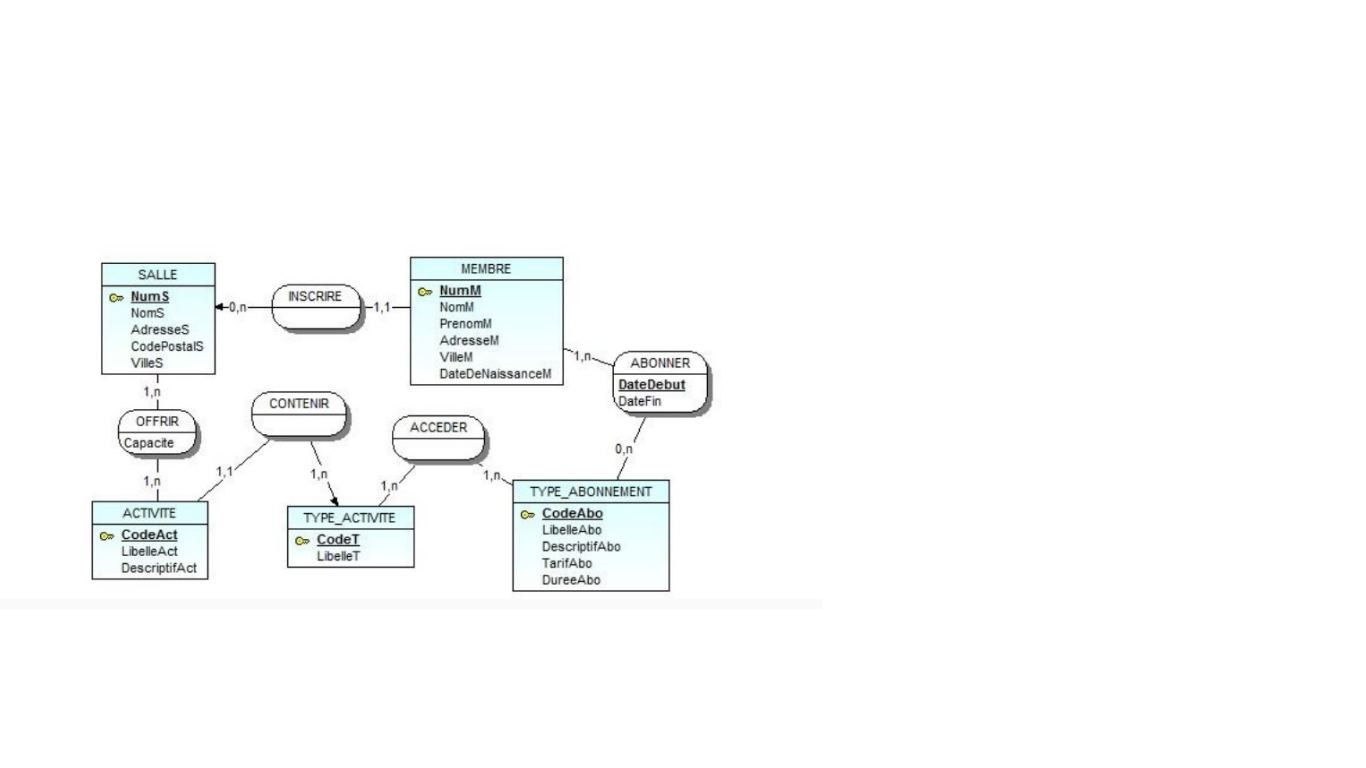 SALLE
NumS
NomS
AdresseS
CodePostalS
VilleS
0,n
INSCRIRE
1,1
MEMBRE
NumM
NomM
PrenomM
AdresseM
VilleM
DateDeNaissanceM
1,n
ABONNER
DateDebut
DateFin
1,n
OFFRIR
Capacite
1,n
CONTENIR
1,1
1,n
ACCEDER
1,n
1,n
0,n
ACTIVITE
CodeAct
LibelleAct
DescriptifAct
TYPE_ACTIVITE
CodeT
LibelleT
TYPE_ABONNEMENT
CodeAbo
LibelleAbo
DescriptifAbo
TarifAbo
DureeAbo